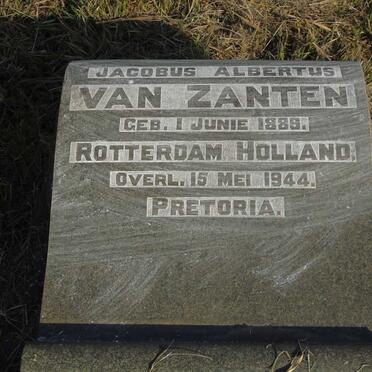 JACOBUS ALBERTUS
VAN ZANTEN
GEB. 1 JUNIE 1889.
ROTTERDAM HOLLAND.
OVERL. 15 MEI 1944.
PRETORIA.